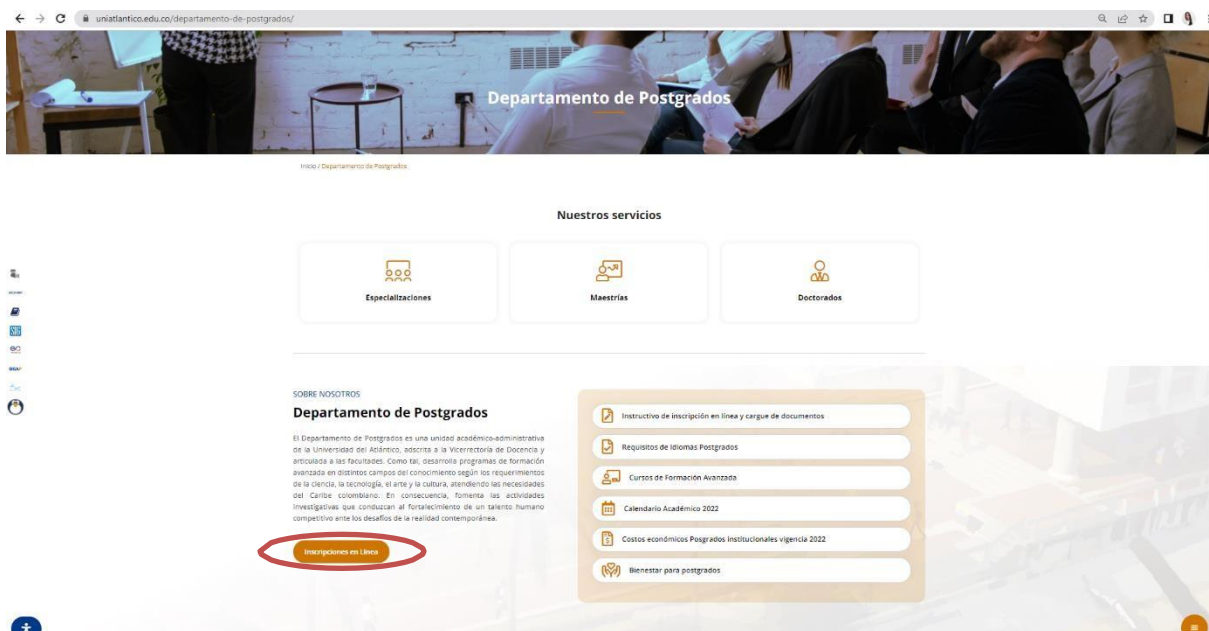 uniatlantico.edu.co/departamento-de-postgrados/
Departamento de Postgrados
Inicio / Departamento de Postgrados
Nuestros servicios
Especializaciones
Maestrías
Doctorados
SOBRE NOSOTROS
Departamento de Postgrados
El Departamento de Postgrados es una unidad académico-administrativa
de la Universidad del Atlántico, adscrita a la Vicerrectoría de Docencia y
articulada a las facultades. Como tal, desarrolla programas de formación
avanzada en distintos campos del conocimiento según los requerimientos
de la ciencia, la tecnología, el arte y la cultura, atendiendo las necesidades
del Caribe colombiano. En consecuencia, fomenta las actividades
investigativas que conduzcan al fortalecimiento de un talento humano
competitivo ante los desafíos de la realidad contemporánea.
Inscripciones en Línea
Instructivo de inscripción en línea y cargue de documentos
Requisitos de Idiomas Postgrados
Cursos de Formación Avanzada
Calendario Académico 2022
Costos económicos Posgrados institucionales vigencia 2022
Bienestar para postgrados